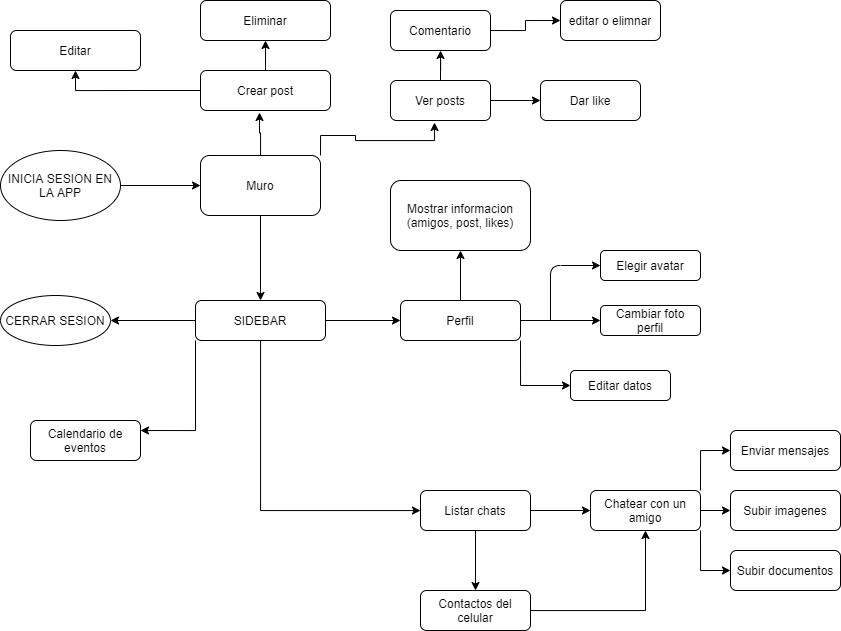 Eliminar
Comentario
editar o elimnar
Editar
Crear post
Ver posts
Dar like
INICIA SESION EN
LA APP
Muro
Mostrar informacion
(amigos, post, likes)
Elegir avatar
CERRAR SESION
SIDEBAR
Perfil
Cambiar foto
perfil
Editar datos
Calendario de
eventos
Enviar mensajes
Listar chats
Chatear con un
amigo
Subir imagenes
Subir documentos
Contactos del
celular